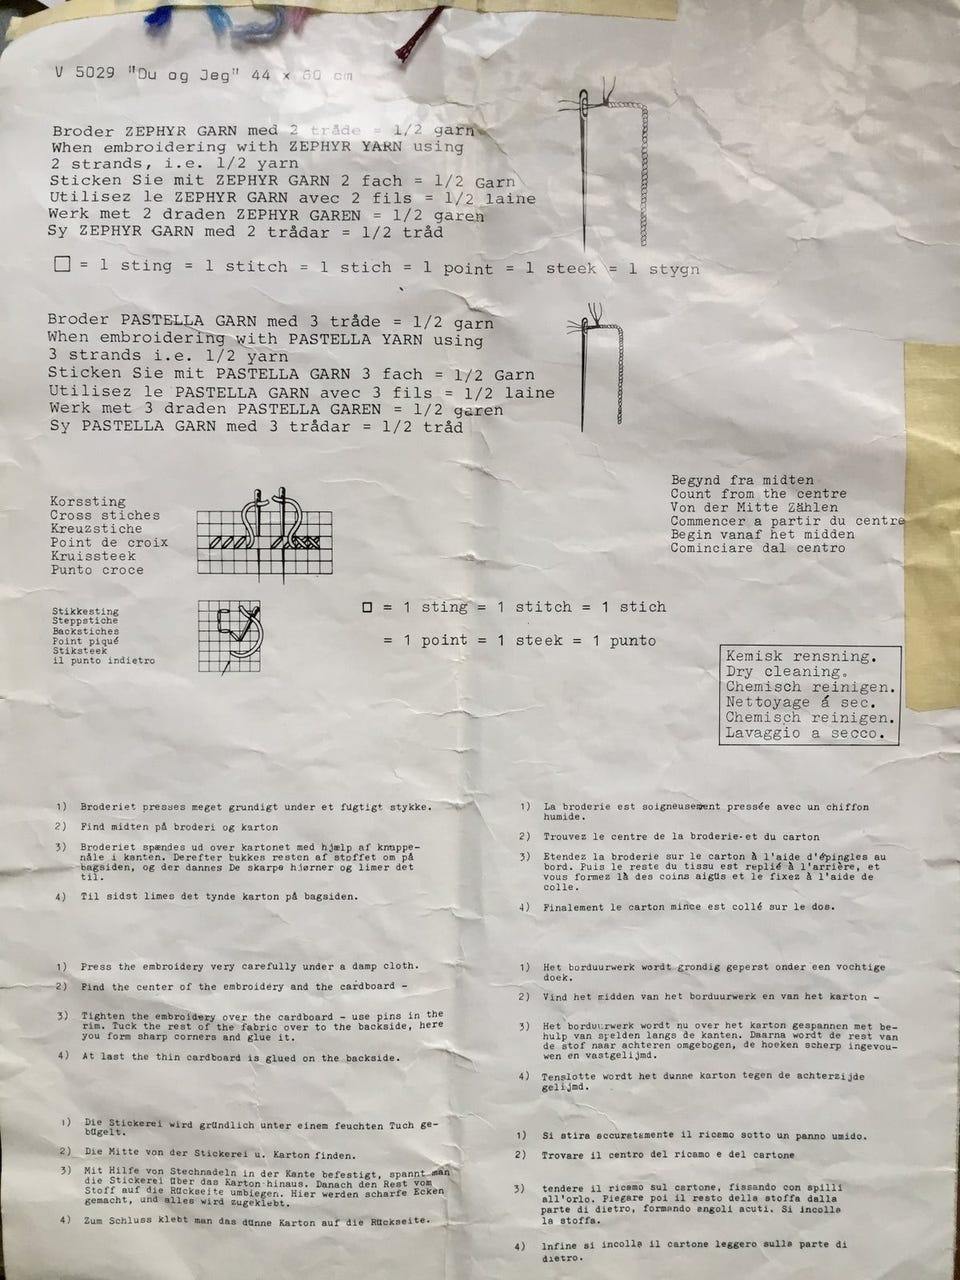 V 5029 "Du og Jeg" 44 x 60 cm
Broder ZEPHYR GARN med 2 tråde = 1/2 garn
When embroidering with ZEPHYR YARN using
2 strands, i.e. 1/2 yarn
Sticken Sie mit ZEPHYR GARN 2 fach = 1/2 Garn
Utilisez le ZEPHYR GARN avec 2 fils = 1/2 laine
Werk met 2 draden ZEPHYR GAREN = 1/2 garen
Sy ZEPHYR GARN med 2 trådar = 1/2 tråd
= 1 sting = 1 stitch = 1 stich = 1 point = 1 steek = 1 stygn
Broder PASTELLA GARN med 3 tråde = 1/2 garn
When embroidering with PASTELLA YARN using
3 strands i.e. 1/2 yarn
Sticken Sie mit PASTELLA GARN 3 fach = 1/2 Garn
Utilisez le PASTELLA GARN avec 3 fils = 1/2 laine
Werk met 3 draden PASTELLA GAREN = 1/2 garen
Sy PASTELLA GARN med 3 trådar = 1/2 tråd
Korssting
Cross stiches
Kreuzstiche
Point de croix
Kruissteek
Punto croce
Begynd fra midten
Count from the centre
Von der Mitte Zählen
Commencer a partir du centre
Begin vanaf het midden
Cominciare dal centro
Stikkesting
Steppstiche
Backstiches
Point piqué
Stiksteek
il punto indietro
= 1 sting = 1 stitch = 1 stich
= 1 point = 1 steek = 1 punto
Kemisk rensning.
Dry cleaning.
Chemisch reinigen.
Nettoyage á sec.
Chemisch reinigen.
Lavaggio a secco.
1) Broderiet presses meget grundigt under et fugtigt stykke.
2) Find midten på broderi og karton
3) Broderiet spændes ud over kartonet med hjælp af knappe-
nåle i kanten. Derefter bukkes resten af stoffet om på
bagsiden, og der dannes De skarpe hjørner og limer det
til.
4) Til sidst limes det tynde karton på bagsiden.
1) La broderie est soigneusement pressée avec un chiffon
humide.
2) Trouvez le centre de la broderie et du carton
3) Etendez la broderie sur le carton à l'aide d'épingles au
bord. Puis le reste du tissu est replié à l'arrière, et
vous formez là des coins aigüs et le fixez à l'aide de
colle.
4) Finalement le carton mince est collé sur le dos.
1) Press the embroidery very carefully under a damp cloth.
2) Find the center of the embroidery and the cardboard -
3) Tighten the embroidery over the cardboard - use pins in the
rim. Tuck the rest of the fabric over to the backside, here
you form sharp corners and glue it.
4) At last the thin cardboard is glued on the backside.
1) Het borduurwerk wordt grondig geperst onder een vochtige
doek.
2) Vind het midden van het borduurwerk en van het karton -
3) Het borduurwerk wordt nu over het karton gespannen met be-
hulp van spelden langs de kanten. Daarna wordt de rest van
de stof naar achteren omgebogen, de hoeken scherp ingevou-
wen en vastgelijmd.
4) Tenslotte wordt het dunne karton tegen de achterzijde
gelijmd.
1) Die Stickerei wird gründlich unter einem feuchten Tuch ge-
bügelt.
2) Die Mitte von der Stickerei u. Karton finden.
3) Mit Hilfe von Stechnadeln in der Kante befestigt, spannt man
die Stickerei über das Karton hinaus. Danach den Rest vom
Stoff auf die Rückseite umbiegen. Hier werden scharfe Ecken
gemacht, und alles wird zugeklebt.
4) Zum Schluss klebt man das dünne Karton auf die Rückseite.
1) Si stira accuratamente il ricamo sotto un panno umido.
2) Trovare il centro del ricamo e del cartone
3) tendere il ricamo sul cartone, fissando con spilli
all'orlo. Piegare poi il resto della stoffa dalla
parte di dietro, formando angoli acuti. Si incolla
la stoffa.
4) Infine si incolla il cartone leggero sulla parte di
dietro.